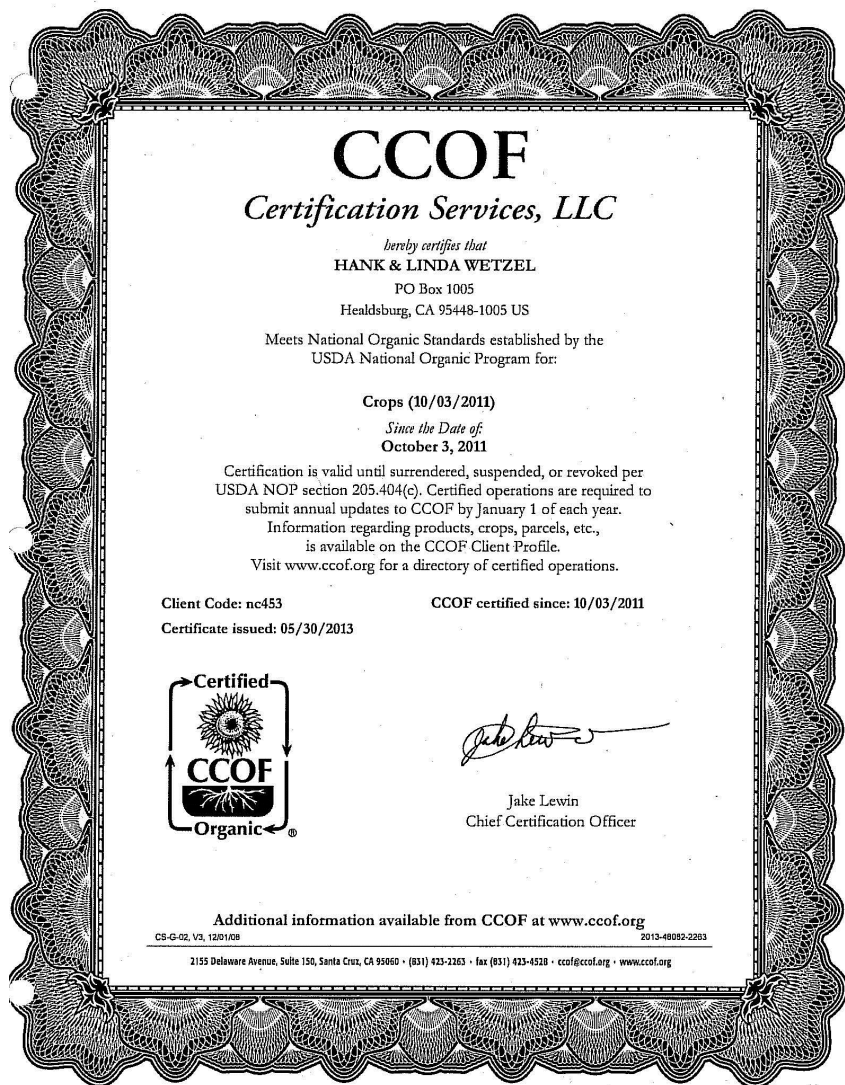 CCOF
Certification Services, LLC
hereby certifies that
HANK & LINDA WETZEL
PO Box 1005
Healdsburg, CA 95448-1005 US
Meets National Organic Standards established by the
USDA National Organic Program for:
Crops (10/03/2011)
Since the Date of:
October 3, 2011
Certification is valid until surrendered, suspended, or revoked per
USDA NOP section 205.404(c). Certified operations are required to
submit annual updates to CCOF by January 1 of each year.
Information regarding products, crops, parcels, etc.,
is available on the CCOF Client Profile.
Visit www.ccof.org for a directory of certified operations.
Client Code: nc453
CCOF certified since: 10/03/2011
Certificate issued: 05/30/2013
Certified
CCOF
Organic ®
Jake Lewin
Jake Lewin
Chief Certification Officer
Additional information available from CCOF at www.ccof.org
CS-G-02, V3, 12/01/08
2013-48082-2263
2155 Delaware Avenue, Suite 150, Santa Cruz, CA 95060 • (831) 423-2263 • fax (831) 423-4528 • ccof@ccof.org • www.ccof.org